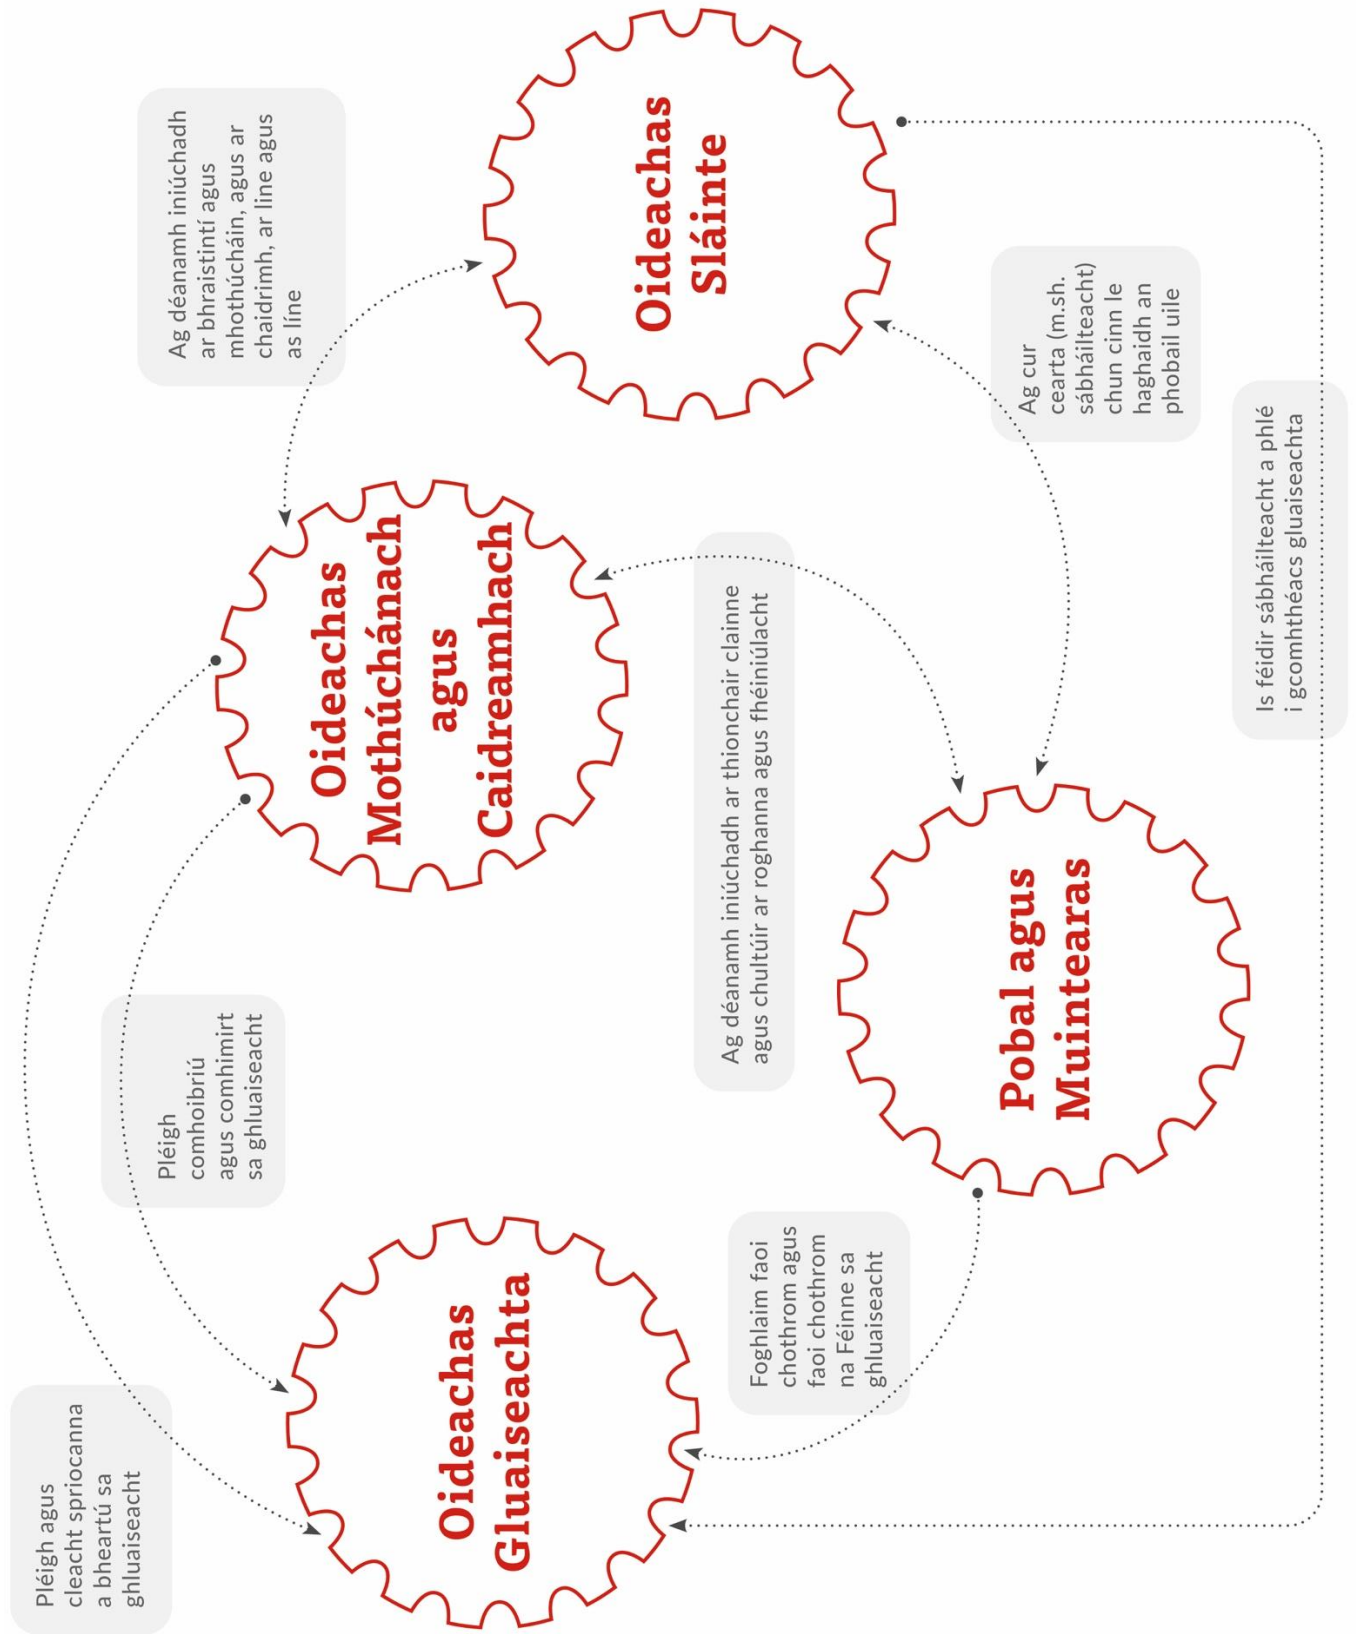 Pléigh agus
cleacht spriocanna
a bheartú sa
ghluaiseacht
Pléigh
comhoibriú
agus comhimirt
sa ghluaiseacht
Ag déanamh iniúchadh
ar bhraistintí agus
mhothúcháin, agus ar
chaidrimh, ar line agus
as líne
Oideachas
Gluaiseachta
Oideachas
Mothúchánach
agus
Caidreamhach
Oideachas
Sláinte
Foghlaim faoi
chothrom agus
faoi chothrom
na Féinne sa
ghluaiseacht
Ag déanamh iniúchadh ar thionchair clainne
agus chultúir ar roghanna agus fhéiniúlacht
Pobal agus
Muintearas
Ag cur
cearta (m.sh.
sábháilteacht)
chun cinn le
haghaidh an
phobail uile
Is féidir sábháilteacht a phlé
i gcomhthéacs gluaiseachta